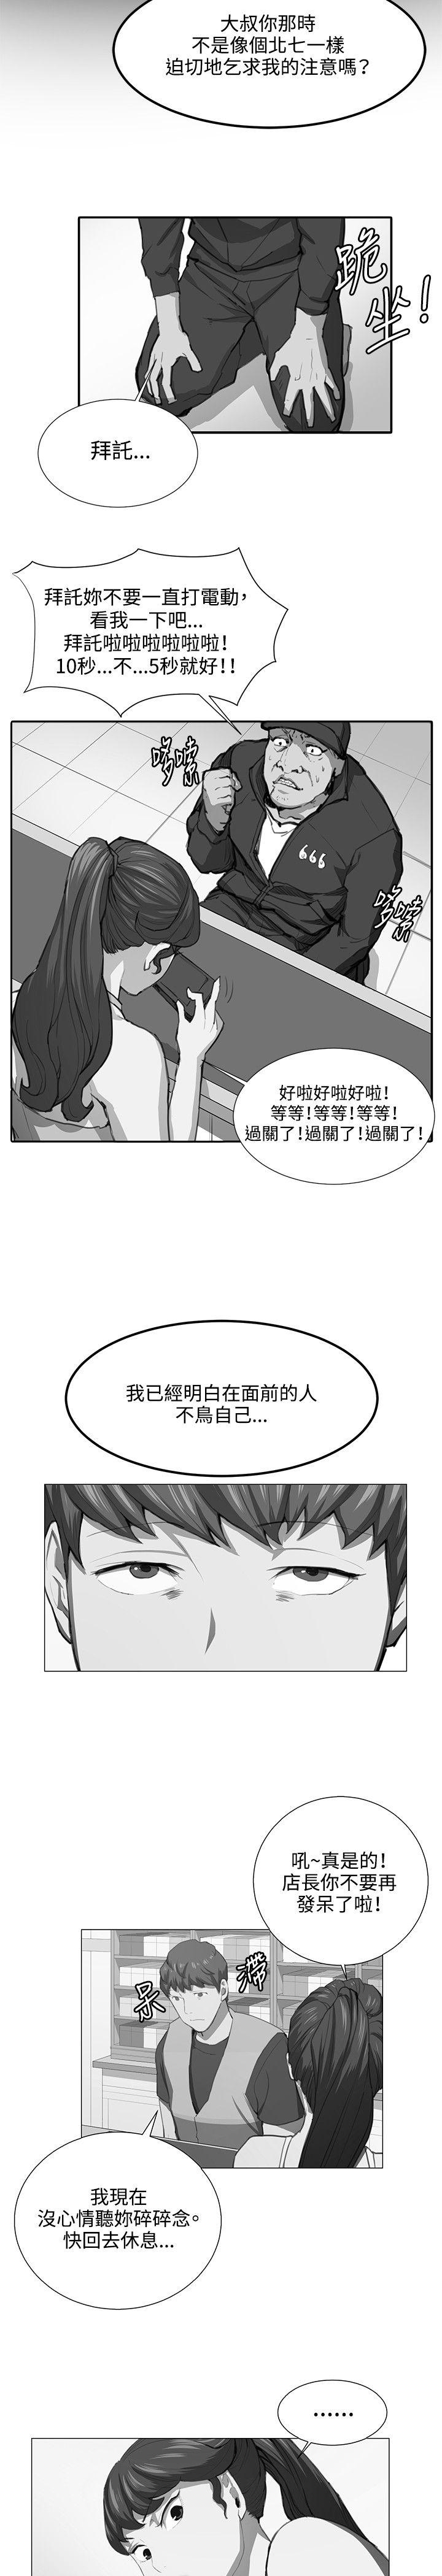 大叔你那時
不是像個北七一樣
迫切地乞求我的注意嗎?
跪
坐!
拜託...
拜託妳不要一直打電動,
看我一下吧...
拜託啦啦啦啦啦啦!
10秒...不...5秒就好!!
哆嗦
666
哆嗦
好啦好啦好啦!
等等!等等!等等!
過關了!過關了!過關了!
我已經明白在面前的人
不鳥自己...
吼~真是的!
店長你不要再
發呆了啦!
呆
滯
我現在
沒心情聽妳碎碎念。
快回去休息...
......